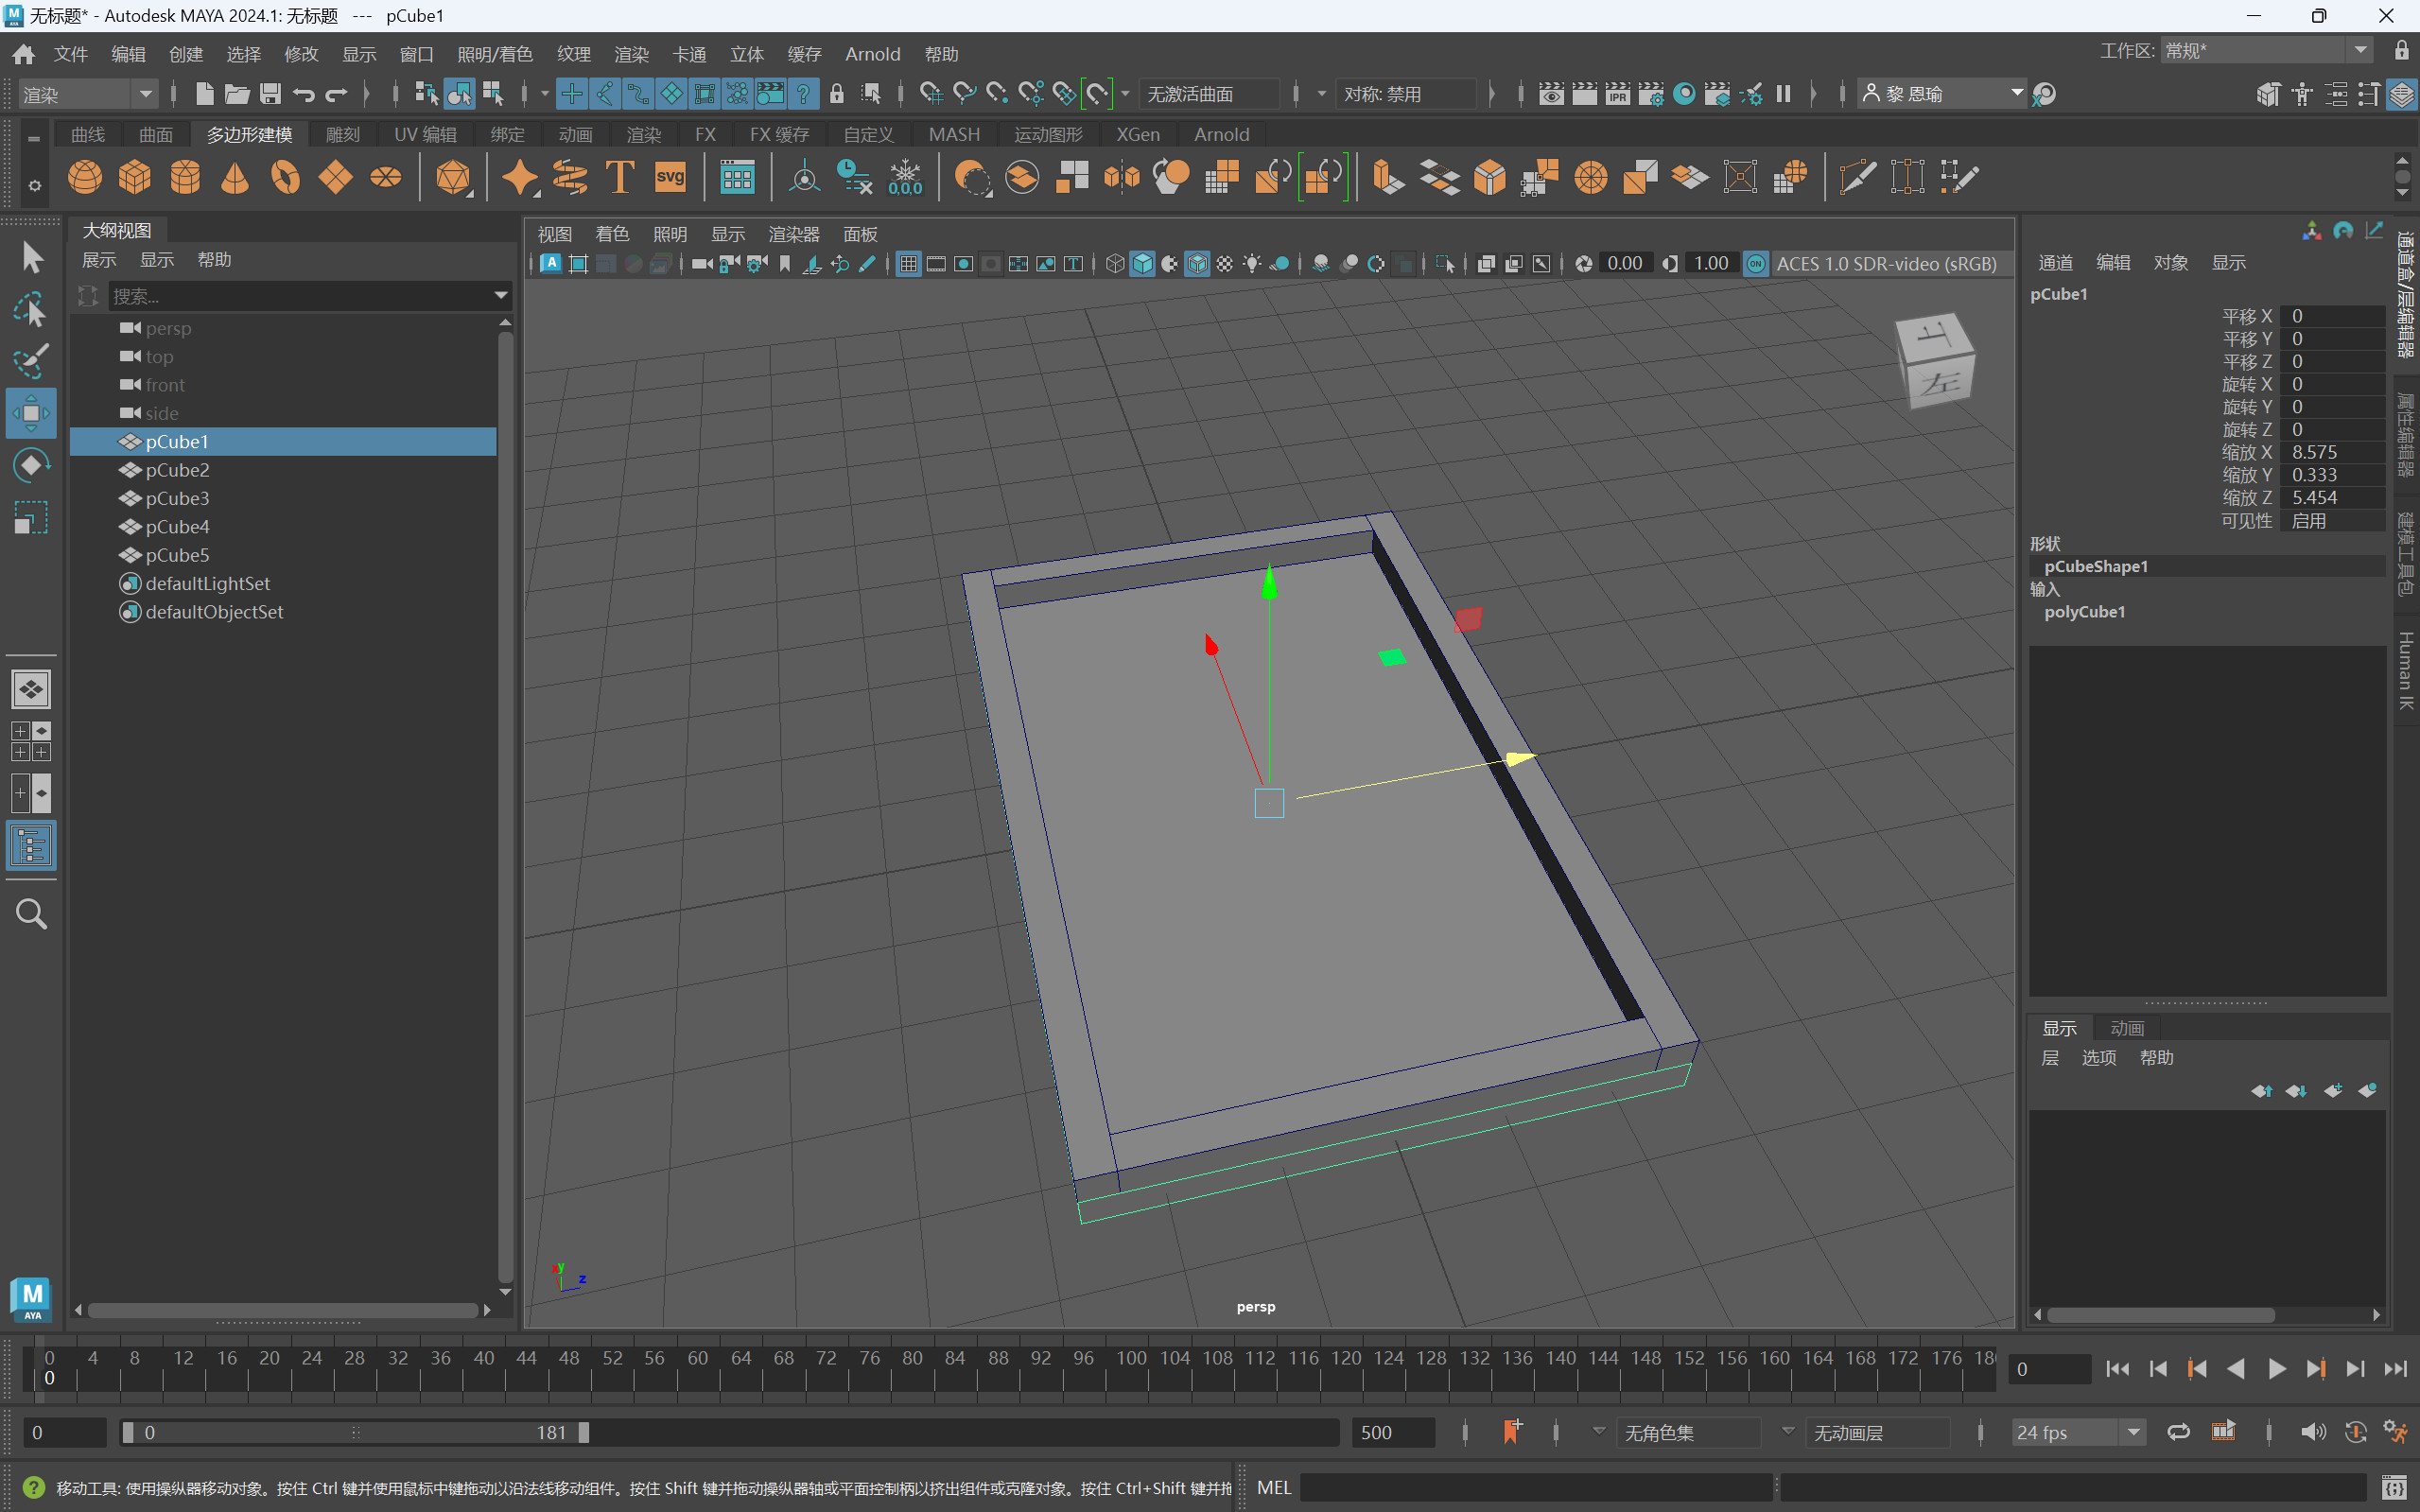 无标题* - Autodesk MAYA 2024.1: 无标题 --- pCube1
文件 编辑 创建 选择 修改 显示 窗口 照明/着色 纹理 渲染 卡通 立体 缓存 Arnold 帮助
工作区: 常规*
渲染
无激活曲面
对称: 禁用
黎 恩瑜
曲线 曲面 多边形建模 雕刻 UV 编辑 绑定 动画 渲染 FX FX 缓存 自定义 MASH 运动图形 XGen Arnold
T svg 0,0,0
大纲视图
展示 显示 帮助
搜索...
persp
top
front
side
pCube1
pCube2
pCube3
pCube4
pCube5
defaultLightSet
defaultObjectSet
视图 着色 照明 显示 渲染器 面板
0.00 1.00 ON ACES 1.0 SDR-video (sRGB)
上
左
y
z
persp
通道 编辑 对象 显示
pCube1
平移 X 0
平移 Y 0
平移 Z 0
旋转 X 0
旋转 Y 0
旋转 Z 0
缩放 X 8.575
缩放 Y 0.333
缩放 Z 5.454
可见性 启用
形状
pCubeShape1
输入
polyCube1
通道盒/层编辑器
属性编辑器
建模工具包
Human IK
显示 动画
层 选项 帮助
M
AYA
0 4 8 12 16 20 24 28 32 36 40 44 48 52 56 60 64 68 72 76 80 84 88 92 96 100 104 108 112 116 120 124 128 132 136 140 144 148 152 156 160 164 168 172 176 18
0
0
0
0 181
500
无角色集
无动画层
24 fps
移动工具: 使用操纵器移动对象。按住 Ctrl 键并使用鼠标中键拖动以沿法线移动组件。按住 Shift 键并拖动操纵器轴或平面控制柄以挤出组件或克隆对象。按住 Ctrl+Shift 键并拖
MEL